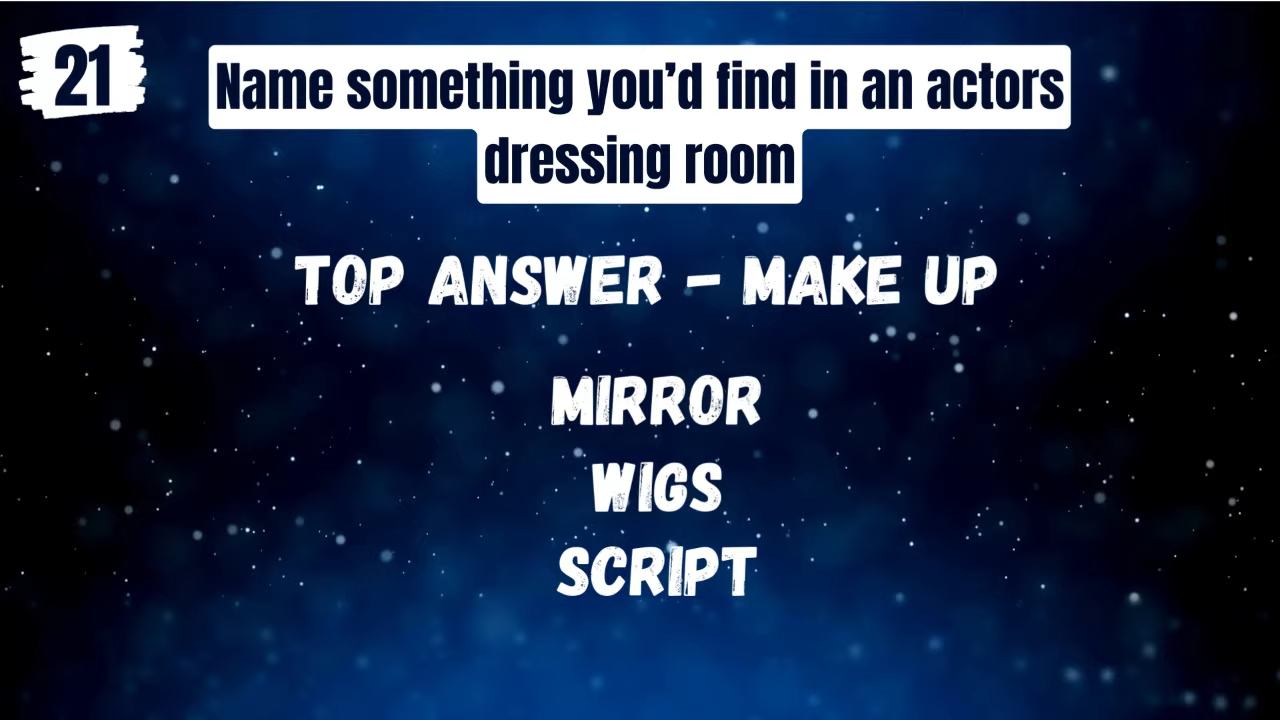 21
Name something you’d find in an actors
dressing room
TOP ANSWER - MAKE UP
MIRROR
WIGS
SCRIPT